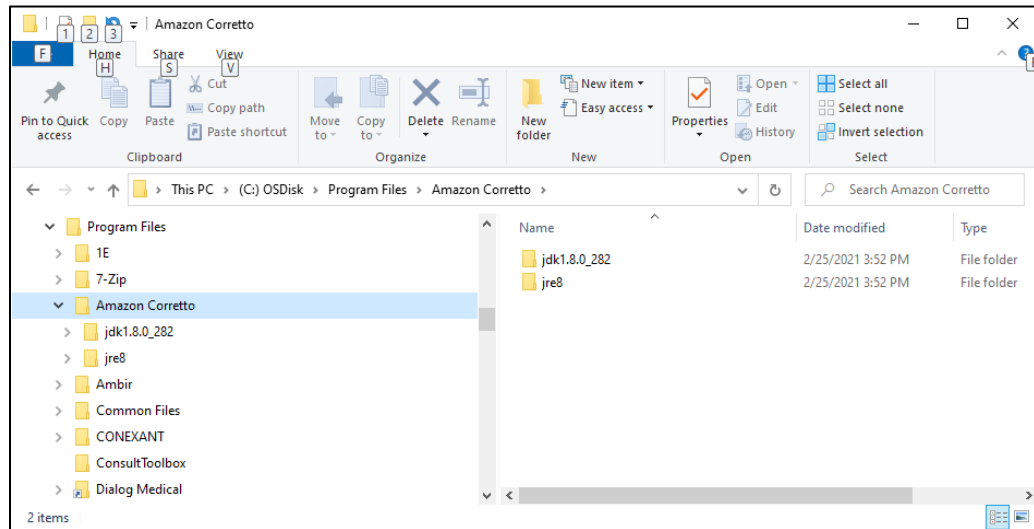 1 2 3 Amazon Corretto
F Home Share View
H S V
Pin to Quick access
Copy
Paste
Cut
Copy path
Paste shortcut
Clipboard
Move to
Copy to
Delete
Rename
Organize
New folder
New item
Easy access
New
Properties
Open
Edit
History
Open
Select all
Select none
Invert selection
Select
This PC > (C:) OSDisk > Program Files > Amazon Corretto >
Search Amazon Corretto
Program Files
1E
7-Zip
Amazon Corretto
jdk1.8.0_282
jre8
Ambir
Common Files
CONEXANT
ConsultToolbox
Dialog Medical
Name Date modified Type
jdk1.8.0_282 2/25/2021 3:52 PM File folder
jre8 2/25/2021 3:52 PM File folder
2 items